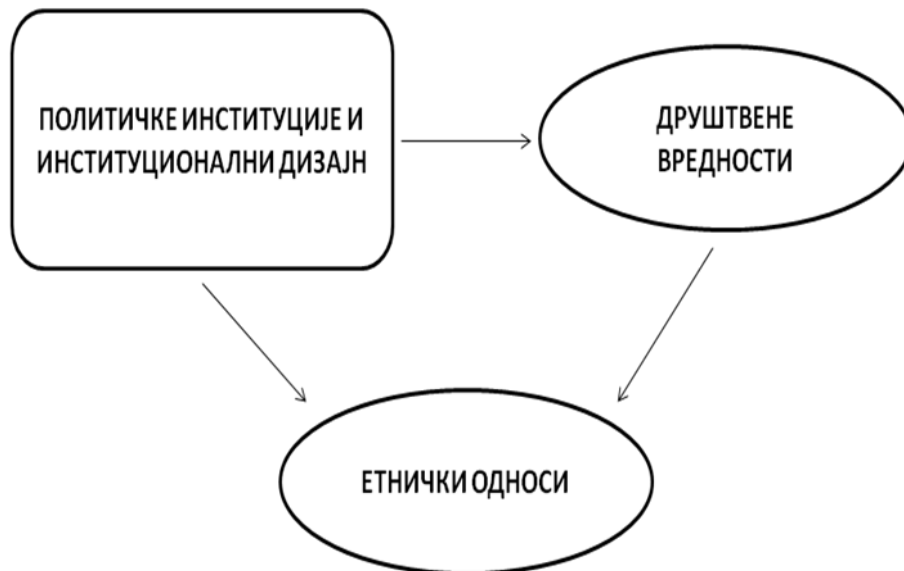 ПОЛИТИЧКЕ ИНСТИТУЦИЈЕ И
ИНСТИТУЦИОНАЛНИ ДИЗАЈН
ДРУШТВЕНЕ
ВРЕДНОСТИ
ЕТНИЧКИ ОДНОСИ